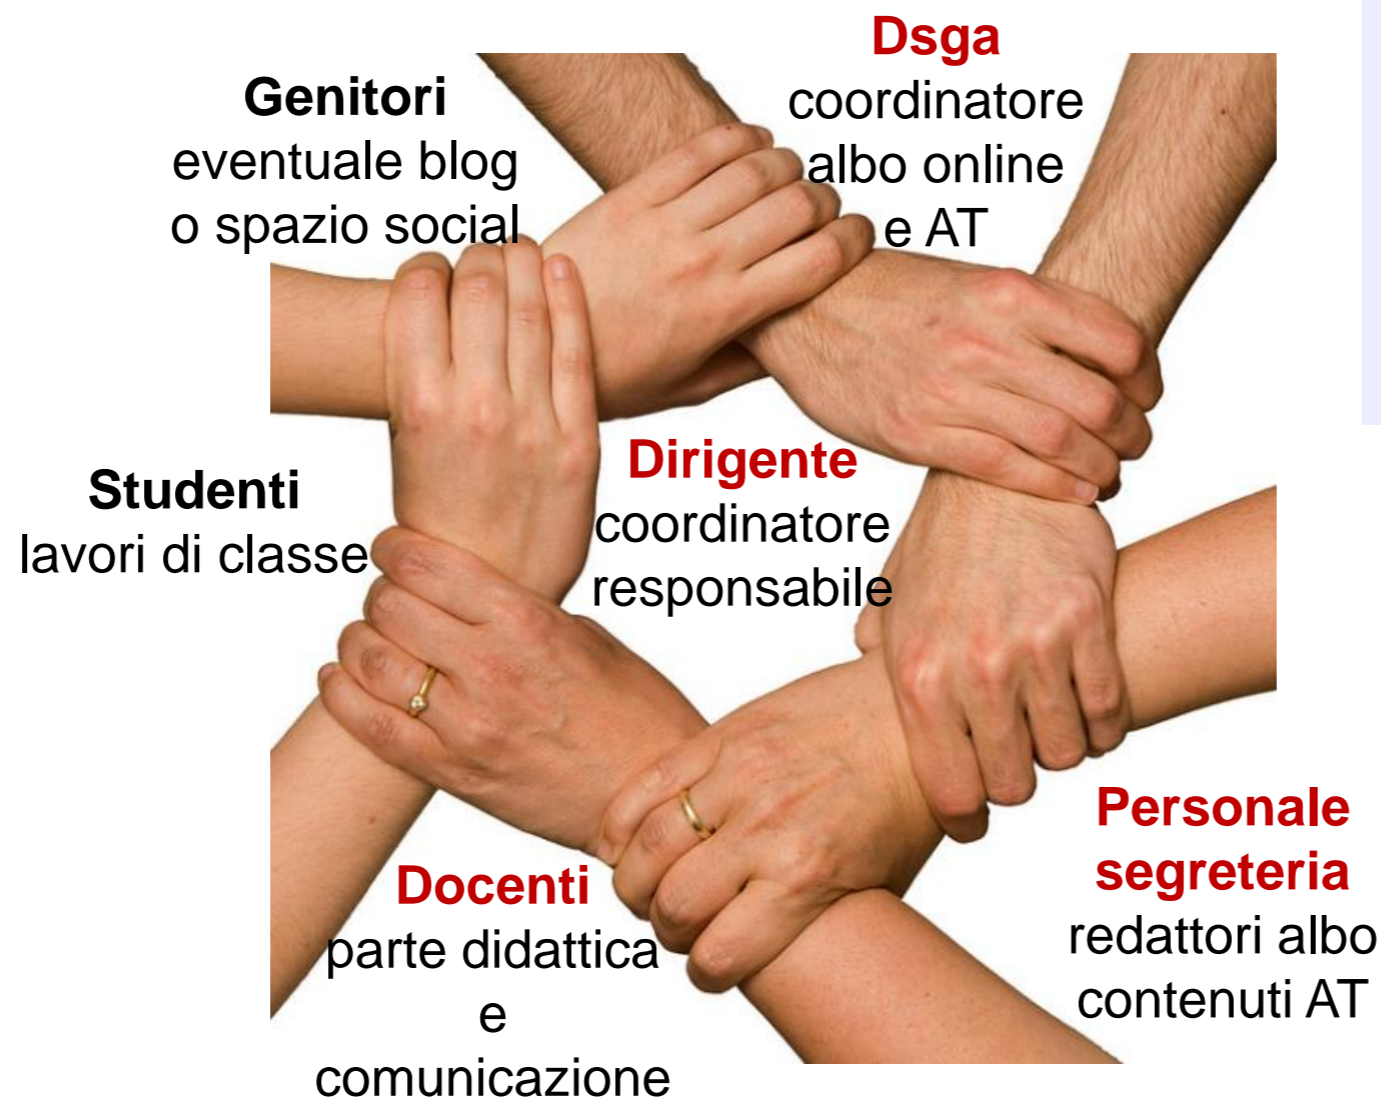 Dsga
coordinatore
albo online
e AT
Genitori
eventuale blog
o spazio social
Dirigente
coordinatore
responsabile
Studenti
lavori di classe
Personale
segreteria
redattori albo
contenuti AT
Docenti
parte didattica
e
comunicazione